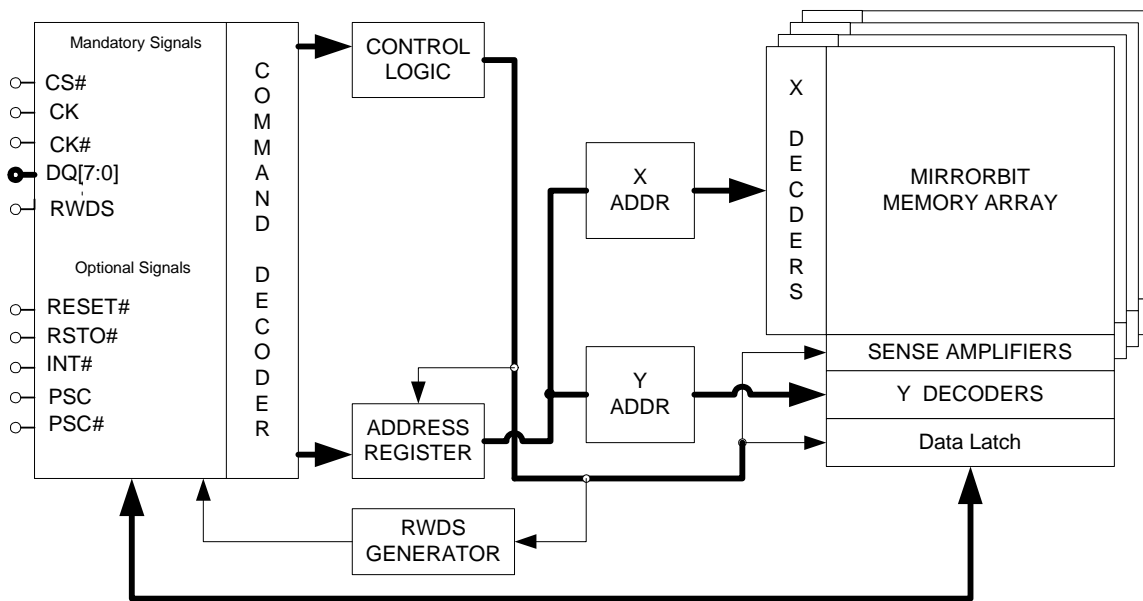 Mandatory Signals
CS#
CK
CK#
DQ[7:0]
RWDS
Optional Signals
RESET#
RSTO#
INT#
PSC
PSC#
COMMAND DECODER
CONTROL
LOGIC
ADDRESS
REGISTER
RWDS
GENERATOR
X
ADDR
Y
ADDR
X DECDERS
MIRRORBIT
MEMORY ARRAY
SENSE AMPLIFIERS
Y DECODERS
Data Latch